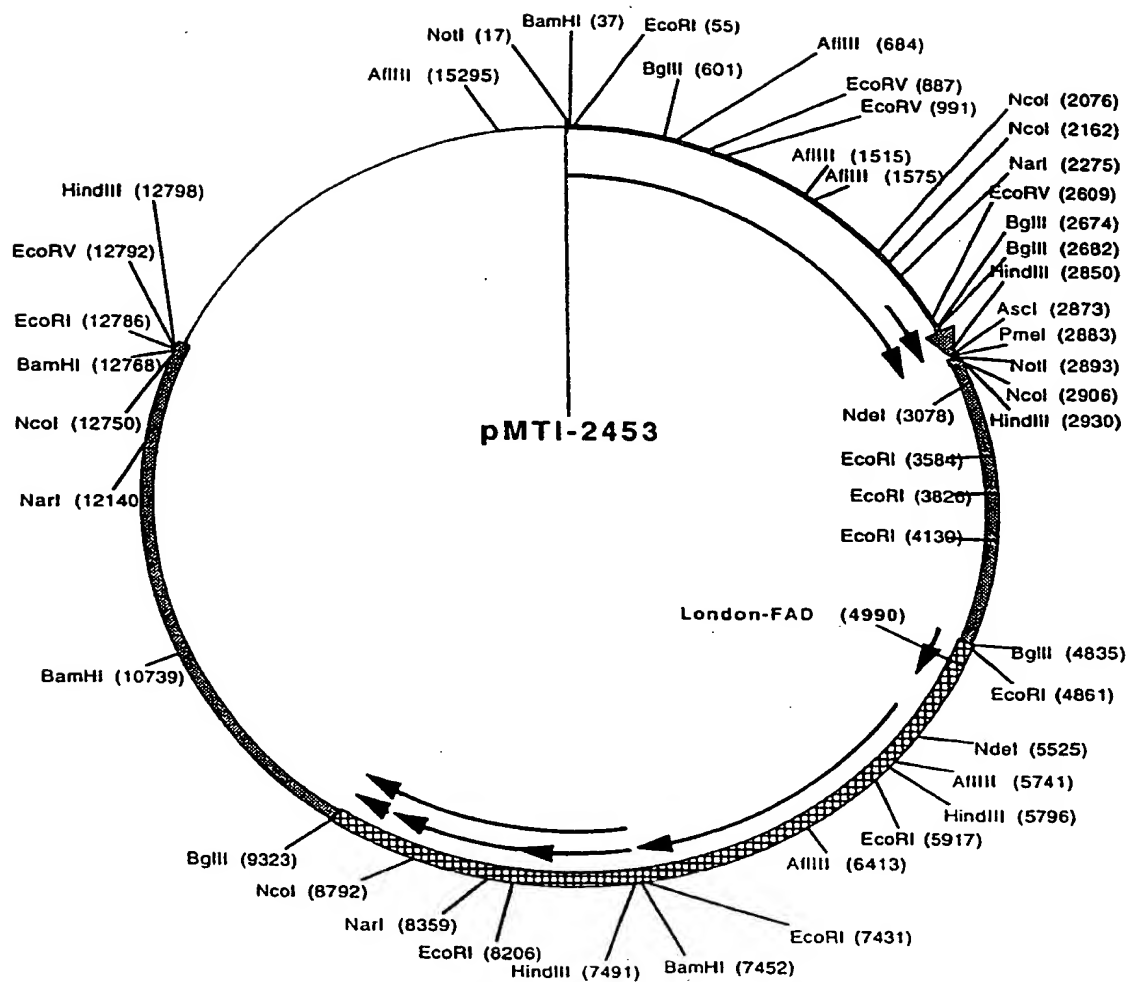 BamHI (37)
NotI (17)
EcoRI (55)
AflIII (684)
AflIII (15295)
BglII (601)
EcoRV (887)
EcoRV (991)
NcoI (2076)
NcoI (2162)
AflIII (1515)
AflIII (1575)
NarI (2275)
HindIII (12798)
EcoRV (2609)
BglII (2674)
EcoRV (12792)
BglII (2682)
HindIII (2850)
AscI (2873)
EcoRI (12786)
PmeI (2883)
BamHI (12768)
NotI (2893)
NcoI (2906)
NcoI (12750)
NdeI (3078)
HindIII (2930)
pMTI-2453
EcoRI (3584)
NarI (12140)
EcoRI (3826)
EcoRI
London-FAD (4990)
BglII (4835)
BamHI (10739)
EcoRI (4861)
NdeI (5525)
AflIII (5741)
HindIII (5796)
EcoRI (5917)
BglII (9323)
AflIII (6413)
NcoI (8792)
NarI (8359)
EcoRI (7431)
EcoRI (8206)
HindIII (7491)
BamHI (7452)